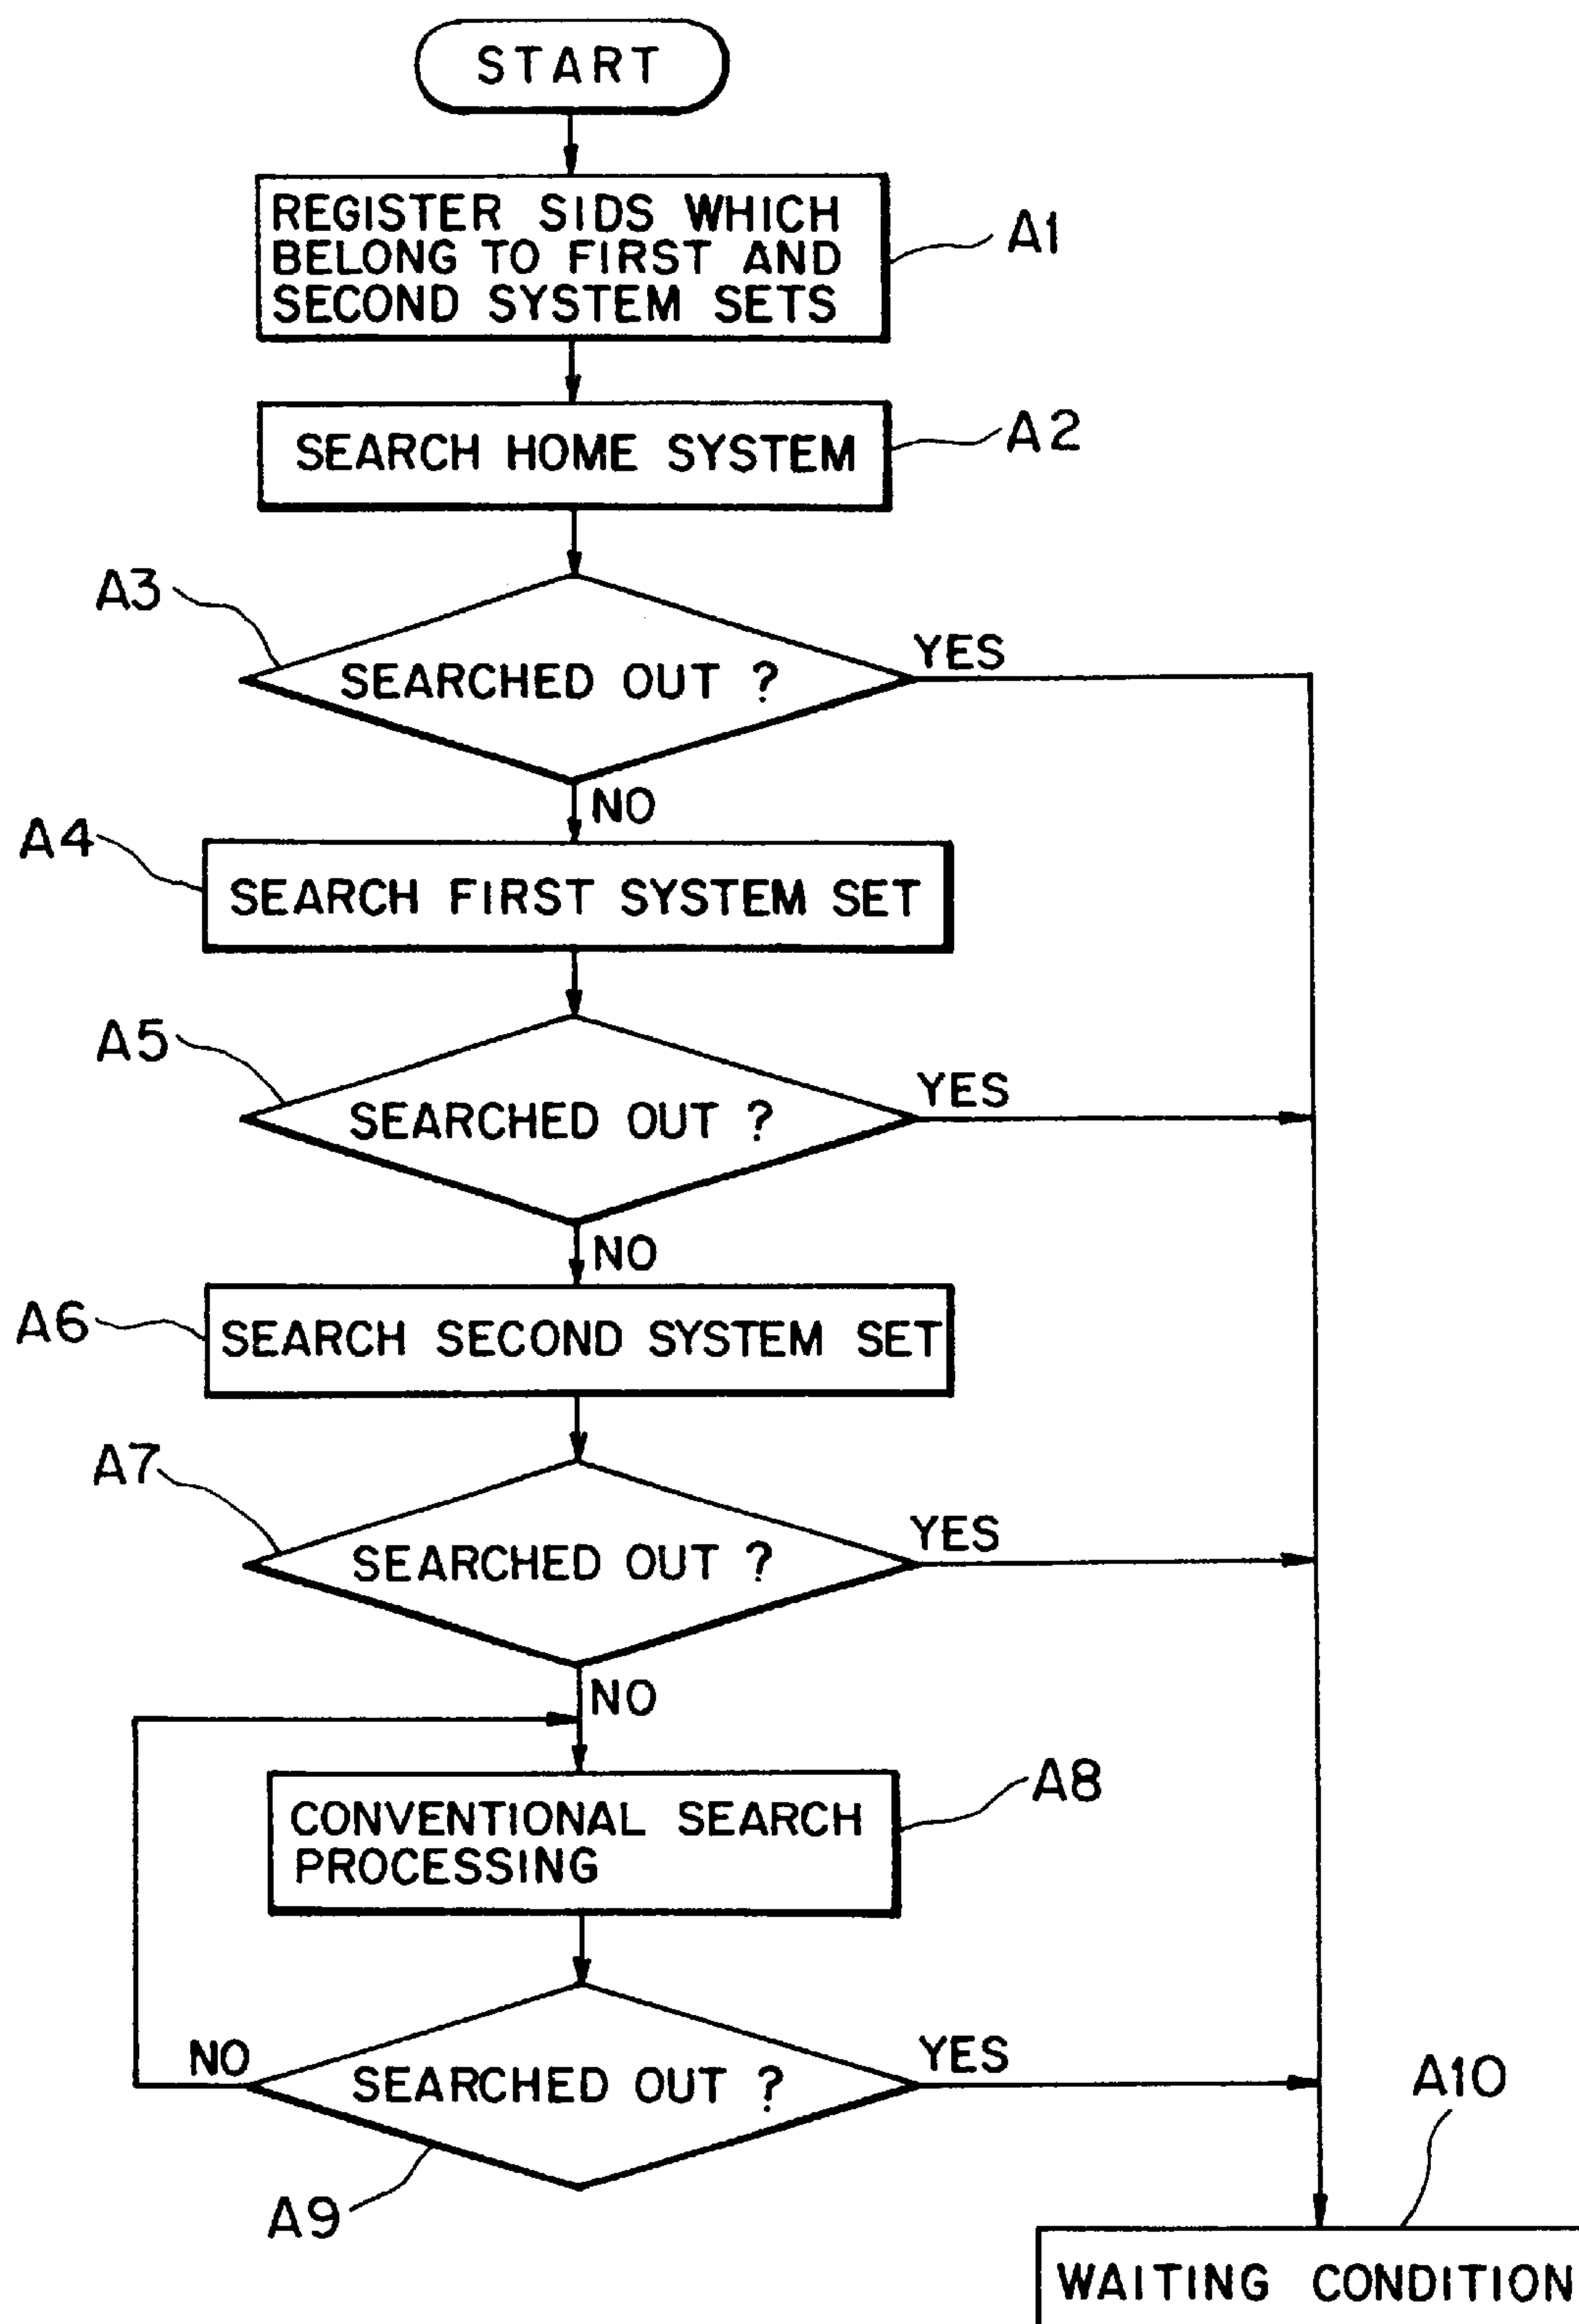 START
REGISTER SIDS WHICH
BELONG TO FIRST AND
SECOND SYSTEM SETS
A1
SEARCH HOME SYSTEM
A2
A3
SEARCHED OUT ?
YES
NO
A4
SEARCH FIRST SYSTEM SET
A5
SEARCHED OUT ?
YES
NO
A6
SEARCH SECOND SYSTEM SET
A7
SEARCHED OUT ?
YES
NO
A8
CONVENTIONAL SEARCH
PROCESSING
NO
SEARCHED OUT ?
YES
A9
A10
WAITING CONDITION